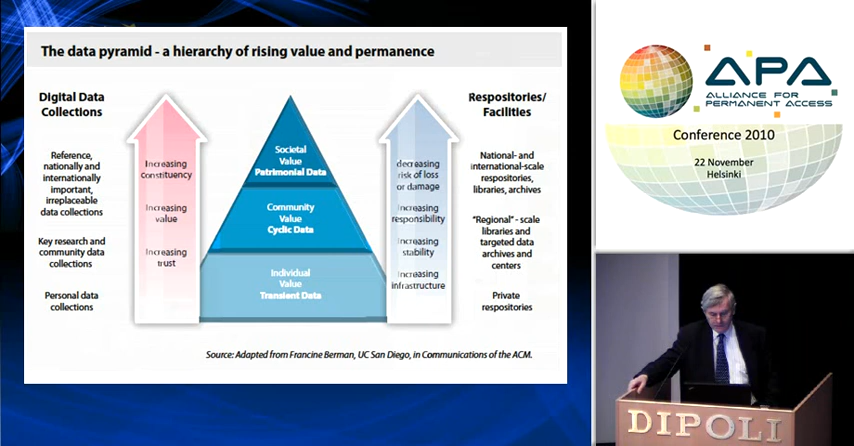 The data pyramid - a hierarchy of rising value and permanence
Digital Data
Collections
Reference,
nationally and
internationally
important,
irreplaceable
data collections
Key research and
community data
collections
Personal data
collections
Increasing
constituency
Increasing
value
Increasing
trust
Societal
Value
Patrimonial Data
Community
Value
Cyclic Data
Individual
Value
Transient Data
decreasing
risk of loss
or damage
Increasing
responsibility
Increasing
stability
Increasing
infrastructure
Respositories/
Facilities
National- and
international-scale
respositories,
libraries, archives
"Regional" - scale
libraries and
targeted data
archives and
centers
Private
respositories
Source: Adapted from Francine Berman, UC San Diego, in Communications of the ACM.
APA
ALLIANCE FOR
PERMANENT ACCESS
Conference 2010
22 November
Helsinki
DIPOLI